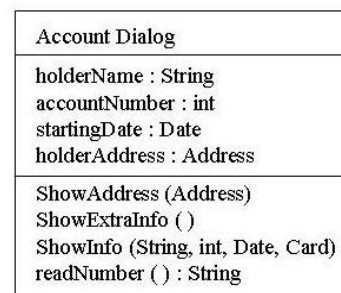 Account Dialog
holderName : String
accountNumber : int
startingDate : Date
holderAddress : Address
ShowAddress (Address)
ShowExtraInfo ( )
ShowInfo (String, int, Date, Card)
readNumber ( ) : String